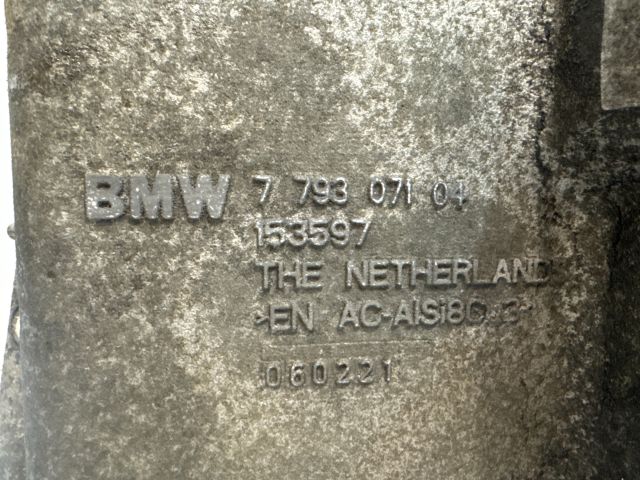 BMW 7 793 071 04
153597
THE NETHERLAND
>EN AC-AlSi8Cu3<
060221